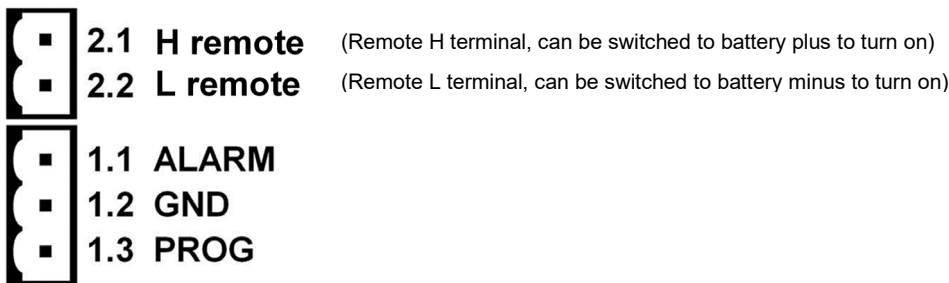 2.1 H remote (Remote H terminal, can be switched to battery plus to turn on)
2.2 L remote (Remote L terminal, can be switched to battery minus to turn on)
1.1 ALARM
1.2 GND
1.3 PROG